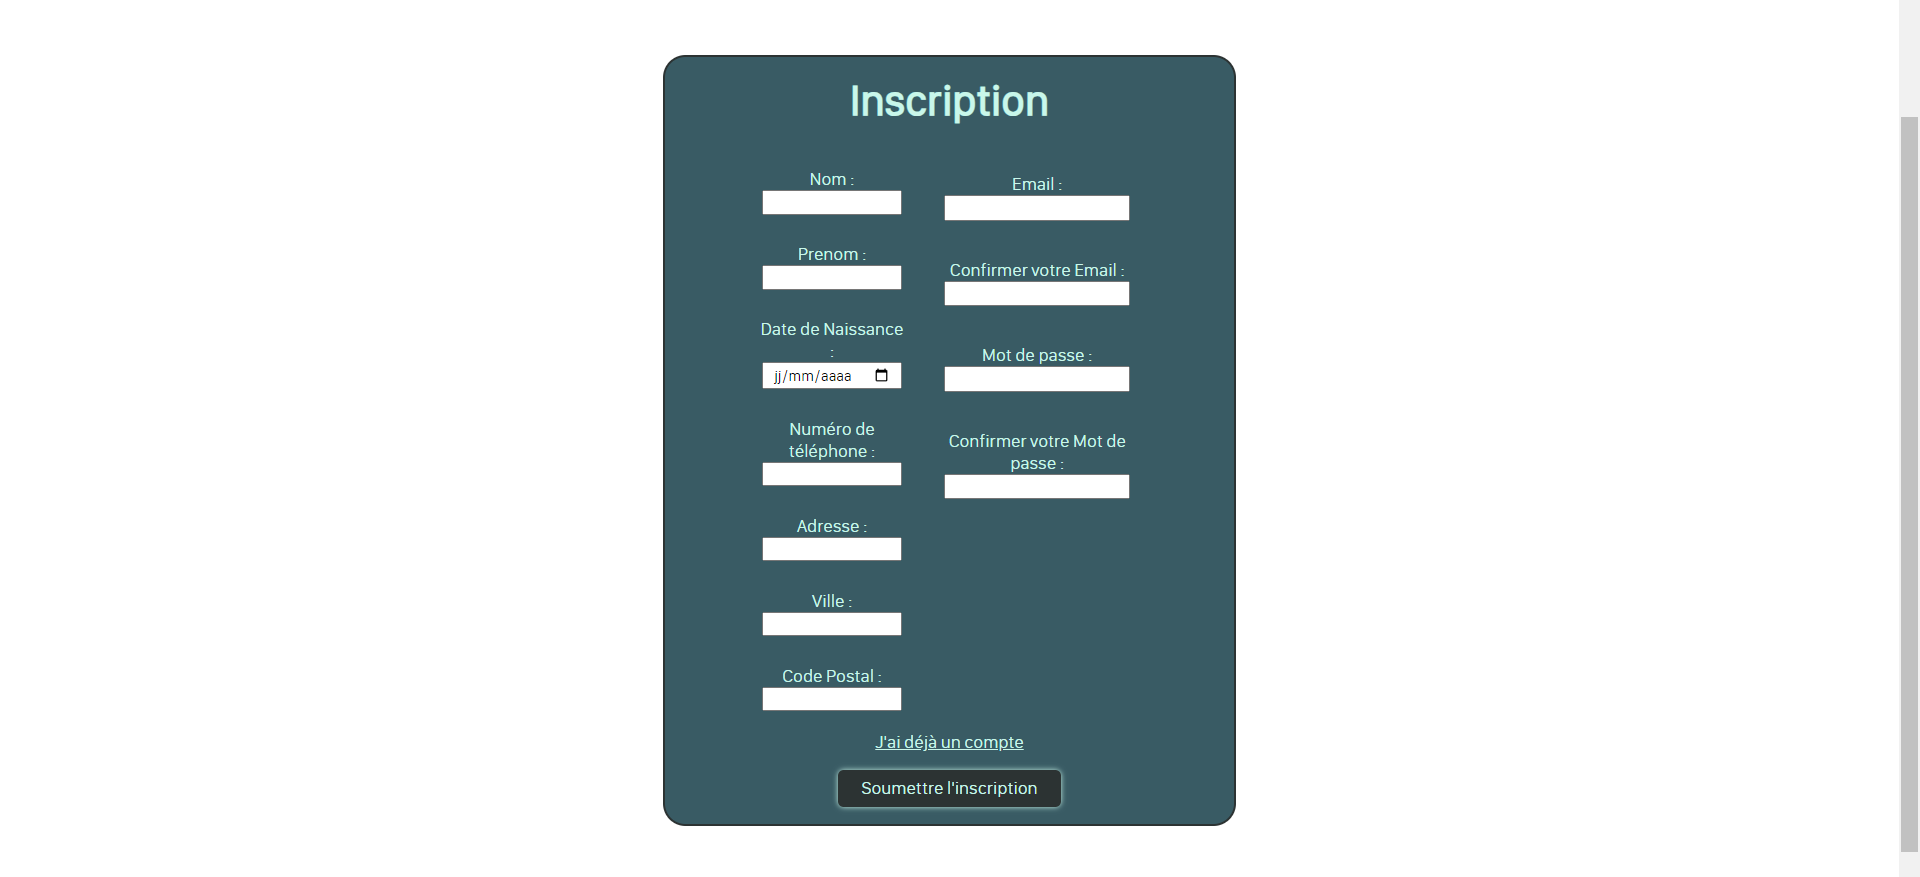 Inscription
Nom :
Prenom :
Date de Naissance
:
jj/mm/aaaa
Numéro de
téléphone :
Adresse :
Ville :
Code Postal :
Email :
Confirmer votre Email :
Mot de passe :
Confirmer votre Mot de
passe :
J'ai déjà un compte
Soumettre l'inscription